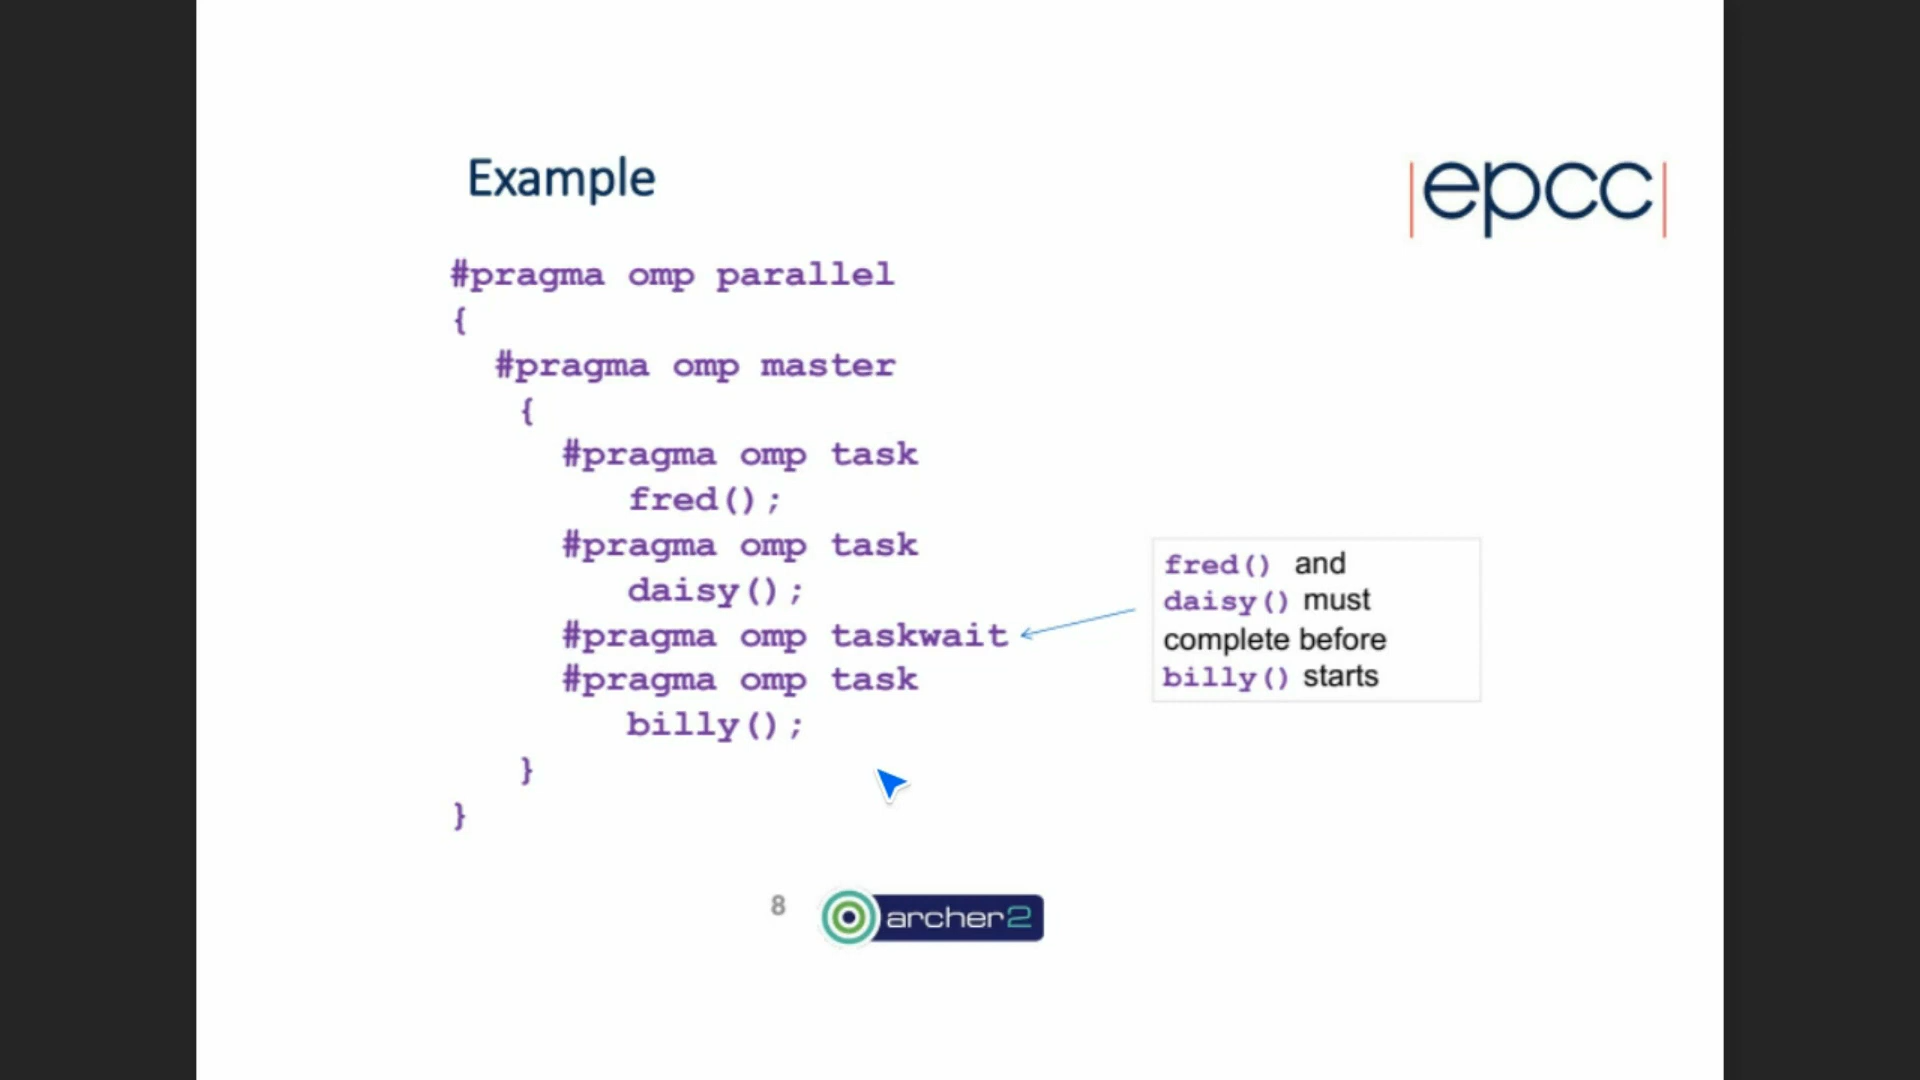 Example
|epcc|
#pragma omp parallel
{
#pragma omp master
{
#pragma omp task
fred();
#pragma omp task
daisy();
#pragma omp taskwait
#pragma omp task
billy();
}
}
fred() and
daisy() must
complete before
billy() starts
8
archer2